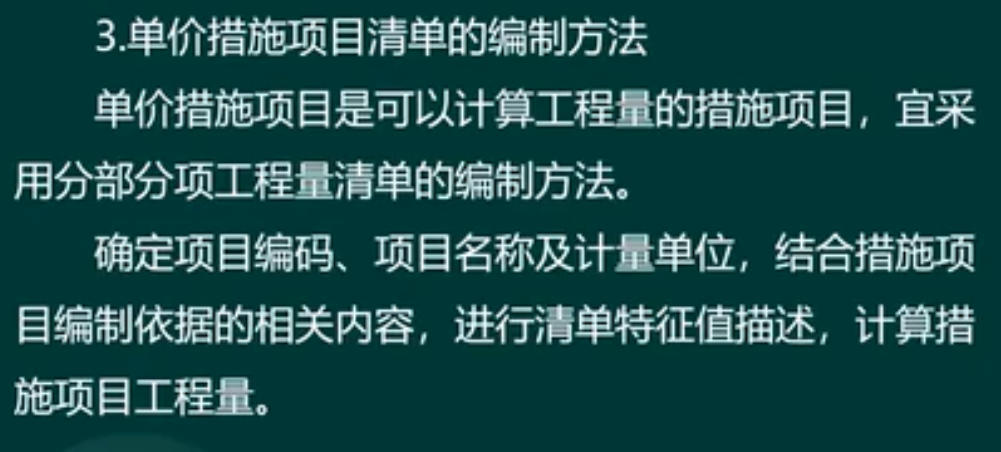 3.单价措施项目清单的编制方法
单价措施项目是可以计算工程量的措施项目，宜采
用分部分项工程量清单的编制方法。
确定项目编码、项目名称及计量单位，结合措施项
目编制依据的相关内容，进行清单特征值描述，计算措
施项目工程量。